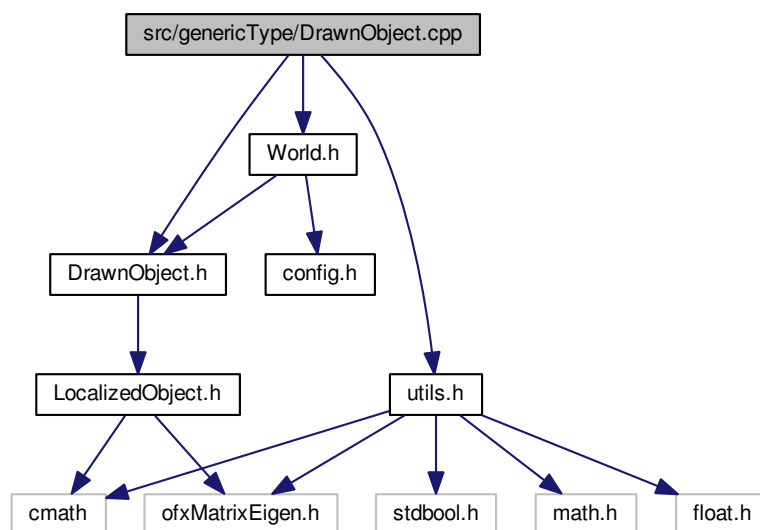 src/genericType/DrawnObject.cpp
World.h
DrawnObject.h
config.h
LocalizedObject.h
utils.h
cmath
ofxMatrixEigen.h
stdbool.h
math.h
float.h